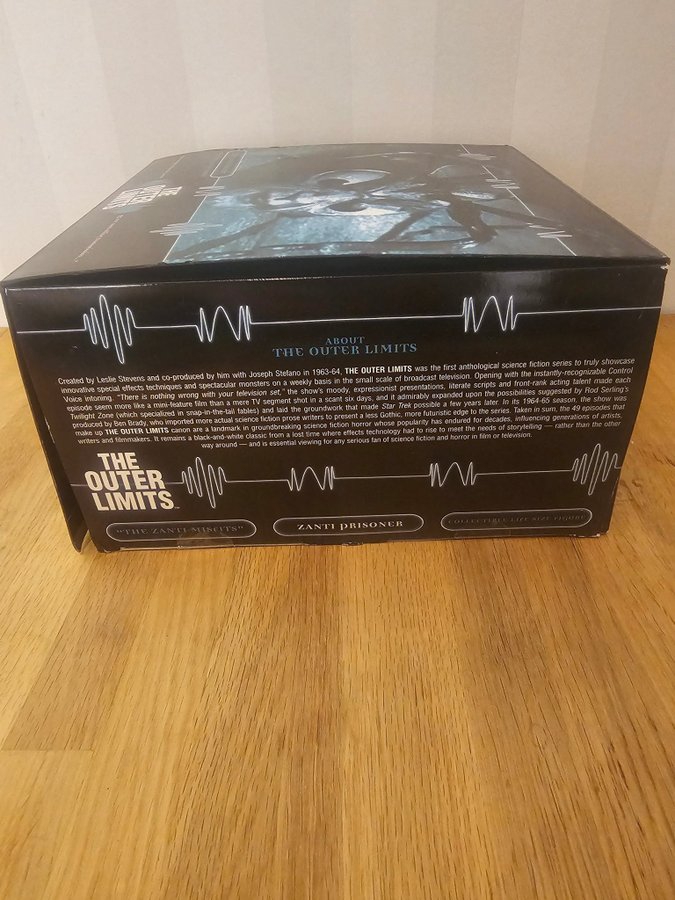 THE
OUTER
LIMITS
ABOUT
THE OUTER LIMITS
Created by Leslie Stevens and co-produced by him with Joseph Stefano in 1963-64, THE OUTER LIMITS was the first anthological science fiction series to truly showcase
innovative special effects techniques and spectacular monsters on a weekly basis in the small scale of broadcast television. Opening with the instantly-recognizable Control
Voice intoning, "There is nothing wrong with your television set," the show's moody, expressionist presentations, literate scripts and front-rank acting talent made each
episode seem more like a mini-feature film than a mere TV segment shot in a scant six days, and it admirably expanded upon the possibilities suggested by Rod Serling's
Twilight Zone (which specialized in snap-in-the-tail tables) and laid the groundwork that made Star Trek possible a few years later. In its 1964-65 season, the show was
produced by Ben Brady, who imported more actual science fiction prose writers to present a less Gothic, more futuristic edge to the series. Taken in sum, the 49 episodes that
make up THE OUTER LIMITS canon are a landmark in groundbreaking science fiction horror whose popularity has endured for decades, influencing generations of artists,
writers and filmmakers. It remains a black-and-white classic from a lost time where effects technology had to rise to meet the needs of storytelling — rather than the other
way around — and is essential viewing for any serious fan of science fiction and horror in film or television.
THE
OUTER
LIMITS™
"THE ZANTI MISFITS"
ZANTI PRISONER
COLLECTIBLE LIFE SIZE FIGURE